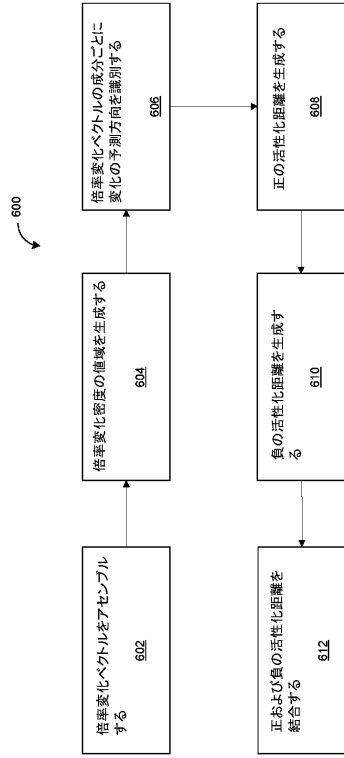 600
倍率変化ベクトルをアセンブル
する
602
倍率変化密度の値域を生成する
604
倍率変化ベクトルの成分ごとに
変化の予測方向を識別する
606
正の活性化距離を生成する
608
負の活性化距離を生成す
る
610
正および負の活性化距離を
結合する
612